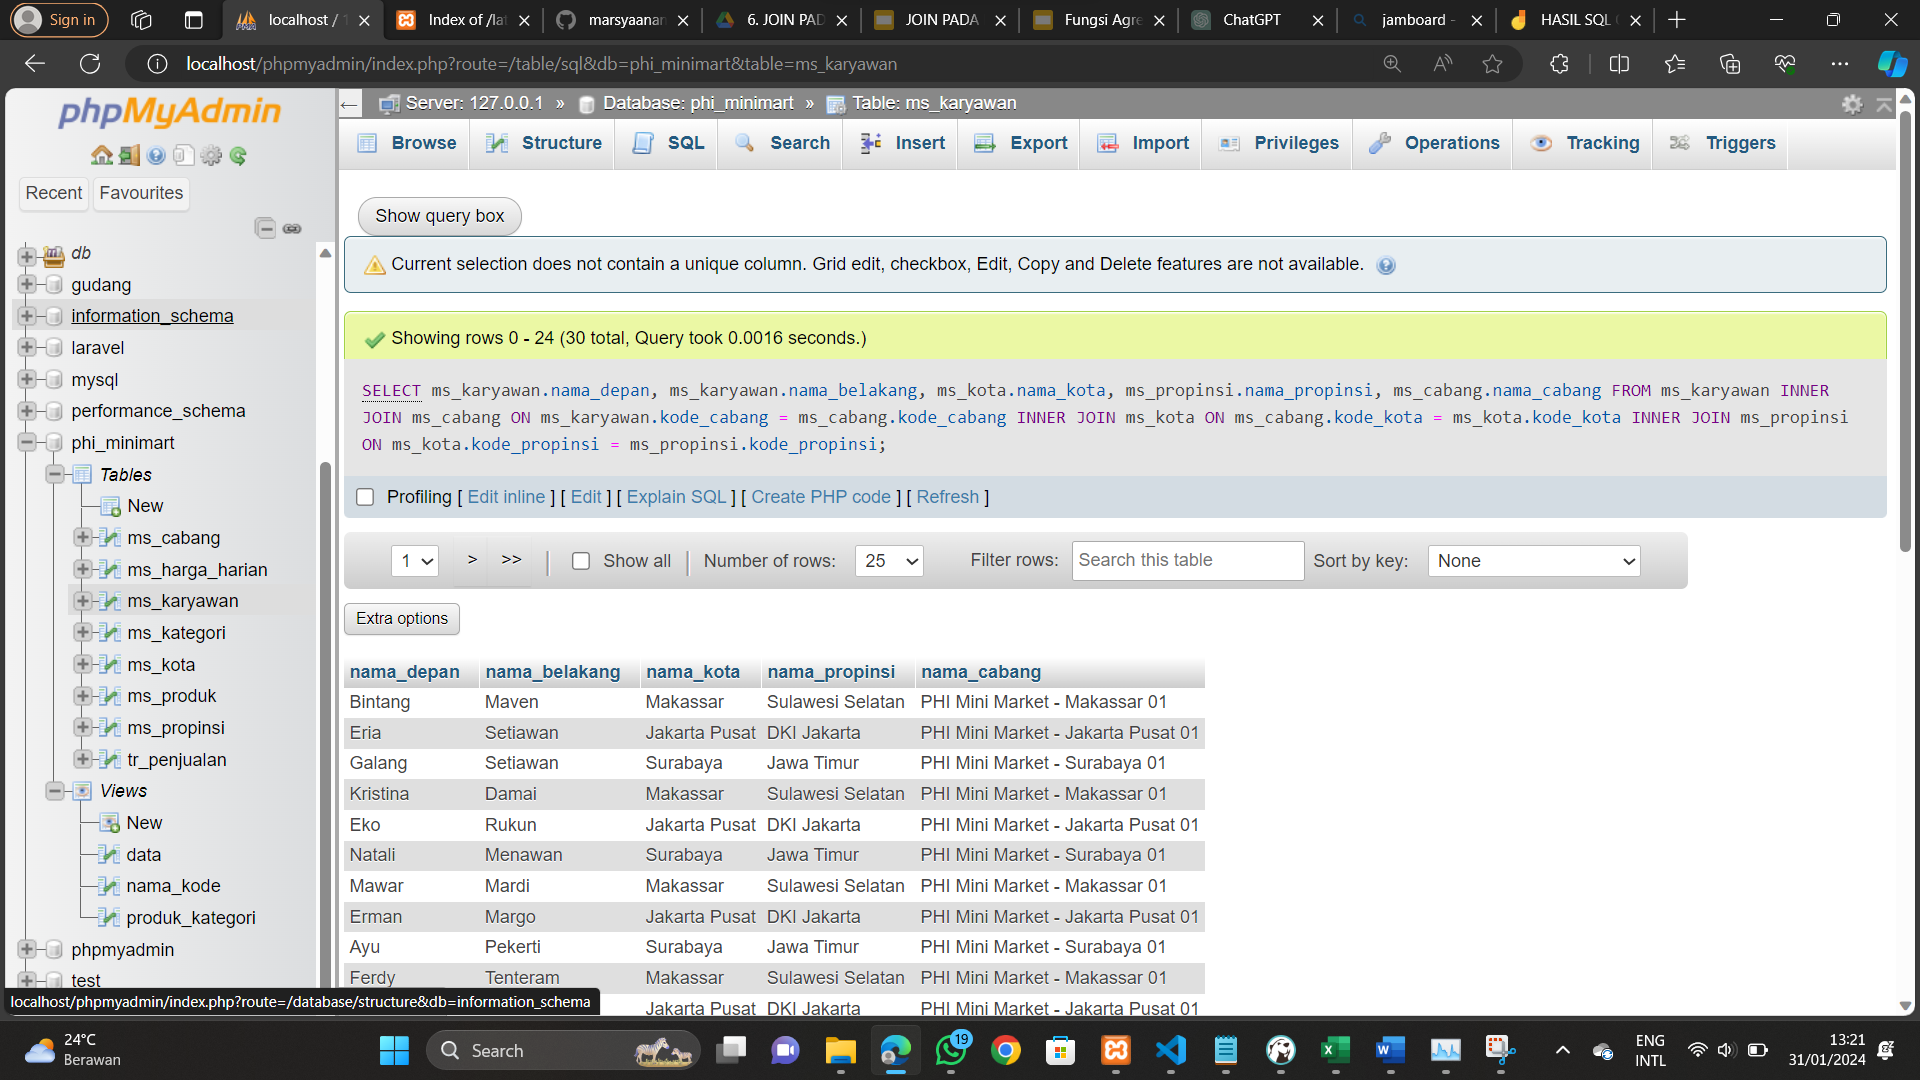 Sign in
localhost / 1
Index of /lat
marsyaanan
6. JOIN PAD
JOIN PADA
Fungsi Agre
ChatGPT
jamboard -
HASIL SQL
localhost/phpmyadmin/index.php?route=/table/sql&db=phi_minimart&table=ms_karyawan
phpMyAdmin
Recent
Favourites
db
gudang
information_schema
laravel
mysql
performance_schema
phi_minimart
Tables
New
ms_cabang
ms_harga_harian
ms_karyawan
ms_kategori
ms_kota
ms_produk
ms_propinsi
tr_penjualan
Views
New
data
nama_kode
produk_kategori
phpmyadmin
test
localhost/phpmyadmin/index.php?route=/database/structure&db=information_schema
Server: 127.0.0.1 » Database: phi_minimart » Table: ms_karyawan
Browse Structure SQL Search Insert Export Import Privileges Operations Tracking Triggers
Show query box
Current selection does not contain a unique column. Grid edit, checkbox, Edit, Copy and Delete features are not available.
Showing rows 0 - 24 (30 total, Query took 0.0016 seconds.)
SELECT ms_karyawan.nama_depan, ms_karyawan.nama_belakang, ms_kota.nama_kota, ms_propinsi.nama_propinsi, ms_cabang.nama_cabang FROM ms_karyawan INNER
JOIN ms_cabang ON ms_karyawan.kode_cabang = ms_cabang.kode_cabang INNER JOIN ms_kota ON ms_cabang.kode_kota = ms_kota.kode_kota INNER JOIN ms_propinsi
ON ms_kota.kode_propinsi = ms_propinsi.kode_propinsi;
Profiling [ Edit inline ] [ Edit ] [ Explain SQL ] [ Create PHP code ] [ Refresh ]
1 > >> Show all Number of rows: 25 Filter rows: Search this table Sort by key: None
Extra options
nama_depan nama_belakang nama_kota nama_propinsi nama_cabang
Bintang Maven Makassar Sulawesi Selatan PHI Mini Market - Makassar 01
Eria Setiawan Jakarta Pusat DKI Jakarta PHI Mini Market - Jakarta Pusat 01
Galang Setiawan Surabaya Jawa Timur PHI Mini Market - Surabaya 01
Kristina Damai Makassar Sulawesi Selatan PHI Mini Market - Makassar 01
Eko Rukun Jakarta Pusat DKI Jakarta PHI Mini Market - Jakarta Pusat 01
Natali Menawan Surabaya Jawa Timur PHI Mini Market - Surabaya 01
Mawar Mardi Makassar Sulawesi Selatan PHI Mini Market - Makassar 01
Erman Margo Jakarta Pusat DKI Jakarta PHI Mini Market - Jakarta Pusat 01
Ayu Pekerti Surabaya Jawa Timur PHI Mini Market - Surabaya 01
Ferdy Tenteram Makassar Sulawesi Selatan PHI Mini Market - Makassar 01
Jakarta Pusat DKI Jakarta PHI Mini Market - Jakarta Pusat 01
24°C
Berawan
Search
19
ENG
INTL
13:21
31/01/2024